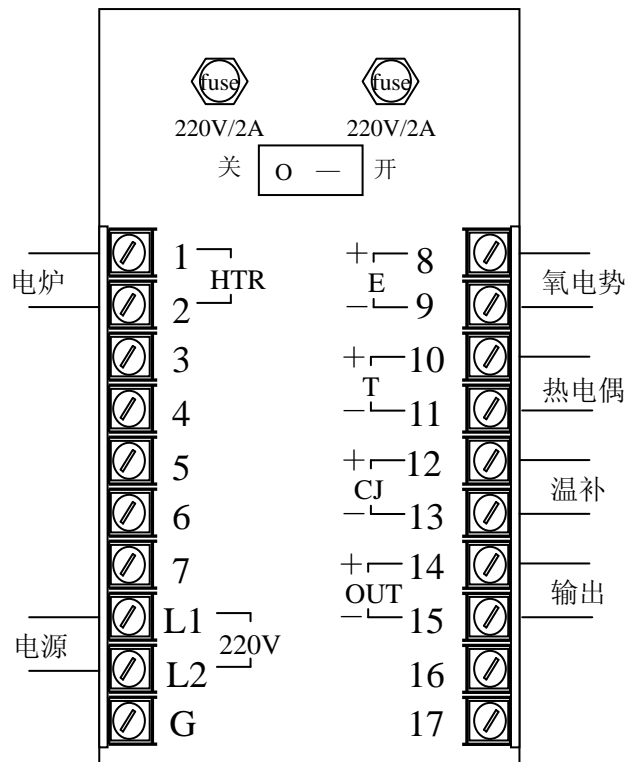 fuse fuse
220V/2A 220V/2A
关 O — 开
1 + 8
电炉 HTR E 氧电势
2 − 9
3 + 10
T 热电偶
4 − 11
5 + 12
CJ 温补
6 − 13
7 + 14
OUT 输出
L1 − 15
电源 220V
L2 16
G 17